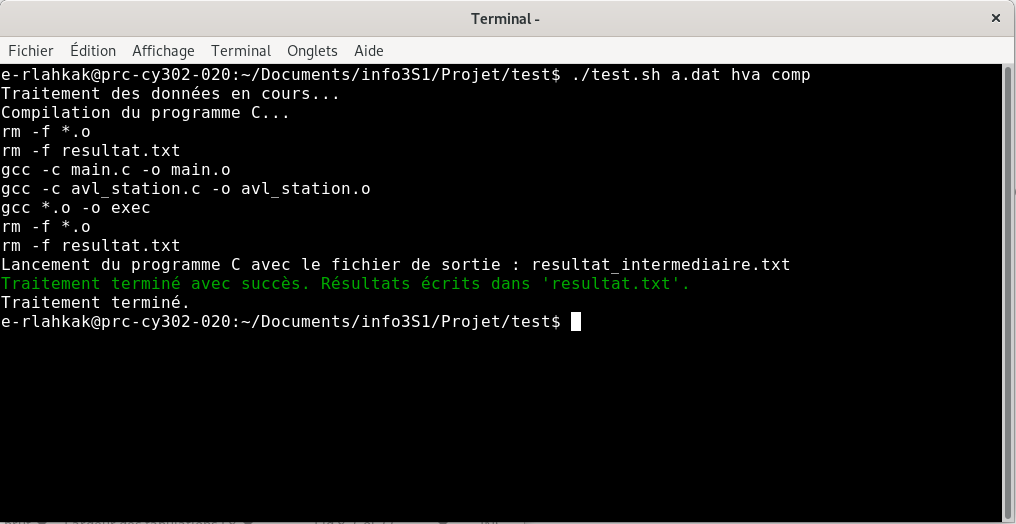 Terminal -
Fichier Édition Affichage Terminal Onglets Aide
e-rlahkak@prc-cy302-020:~/Documents/info3S1/Projet/test$ ./test.sh a.dat hva comp
Traitement des données en cours...
Compilation du programme C...
rm -f *.o
rm -f resultat.txt
gcc -c main.c -o main.o
gcc -c avl_station.c -o avl_station.o
gcc *.o -o exec
rm -f *.o
rm -f resultat.txt
Lancement du programme C avec le fichier de sortie : resultat_intermediaire.txt
Traitement terminé avec succès. Résultats écrits dans 'resultat.txt'.
Traitement terminé.
e-rlahkak@prc-cy302-020:~/Documents/info3S1/Projet/test$